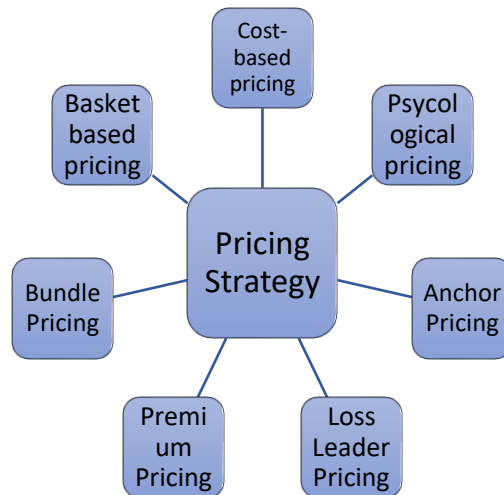 Cost-
based
pricing
Psycol
ogical
pricing
Anchor
Pricing
Loss
Leader
Pricing
Premi
um
Pricing
Bundle
Pricing
Basket
based
pricing
Pricing
Strategy